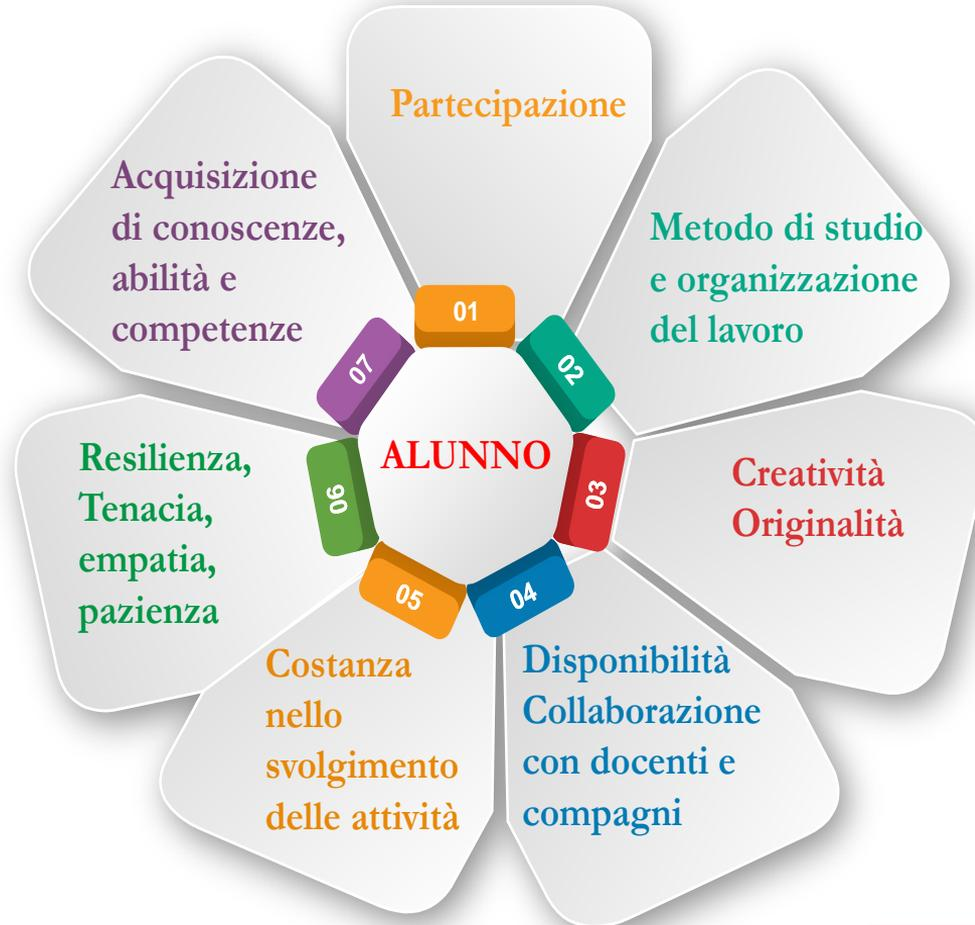 Partecipazione
01
Metodo di studio
e organizzazione
del lavoro
02
Creatività
Originalità
03
Disponibilità
Collaborazione
con docenti e
compagni
04
Costanza
nello
svolgimento
delle attività
05
Resilienza,
Tenacia,
empatia,
pazienza
06
Acquisizione
di conoscenze,
abilità e
competenze
07
ALUNNO